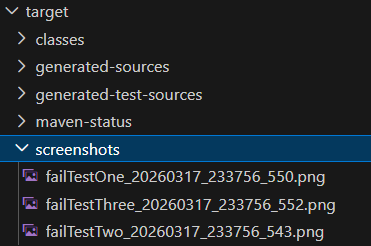 target
classes
generated-sources
generated-test-sources
maven-status
screenshots
failTestOne_20260317_233756_550.png
failTestThree_20260317_233756_552.png
failTestTwo_20260317_233756_543.png